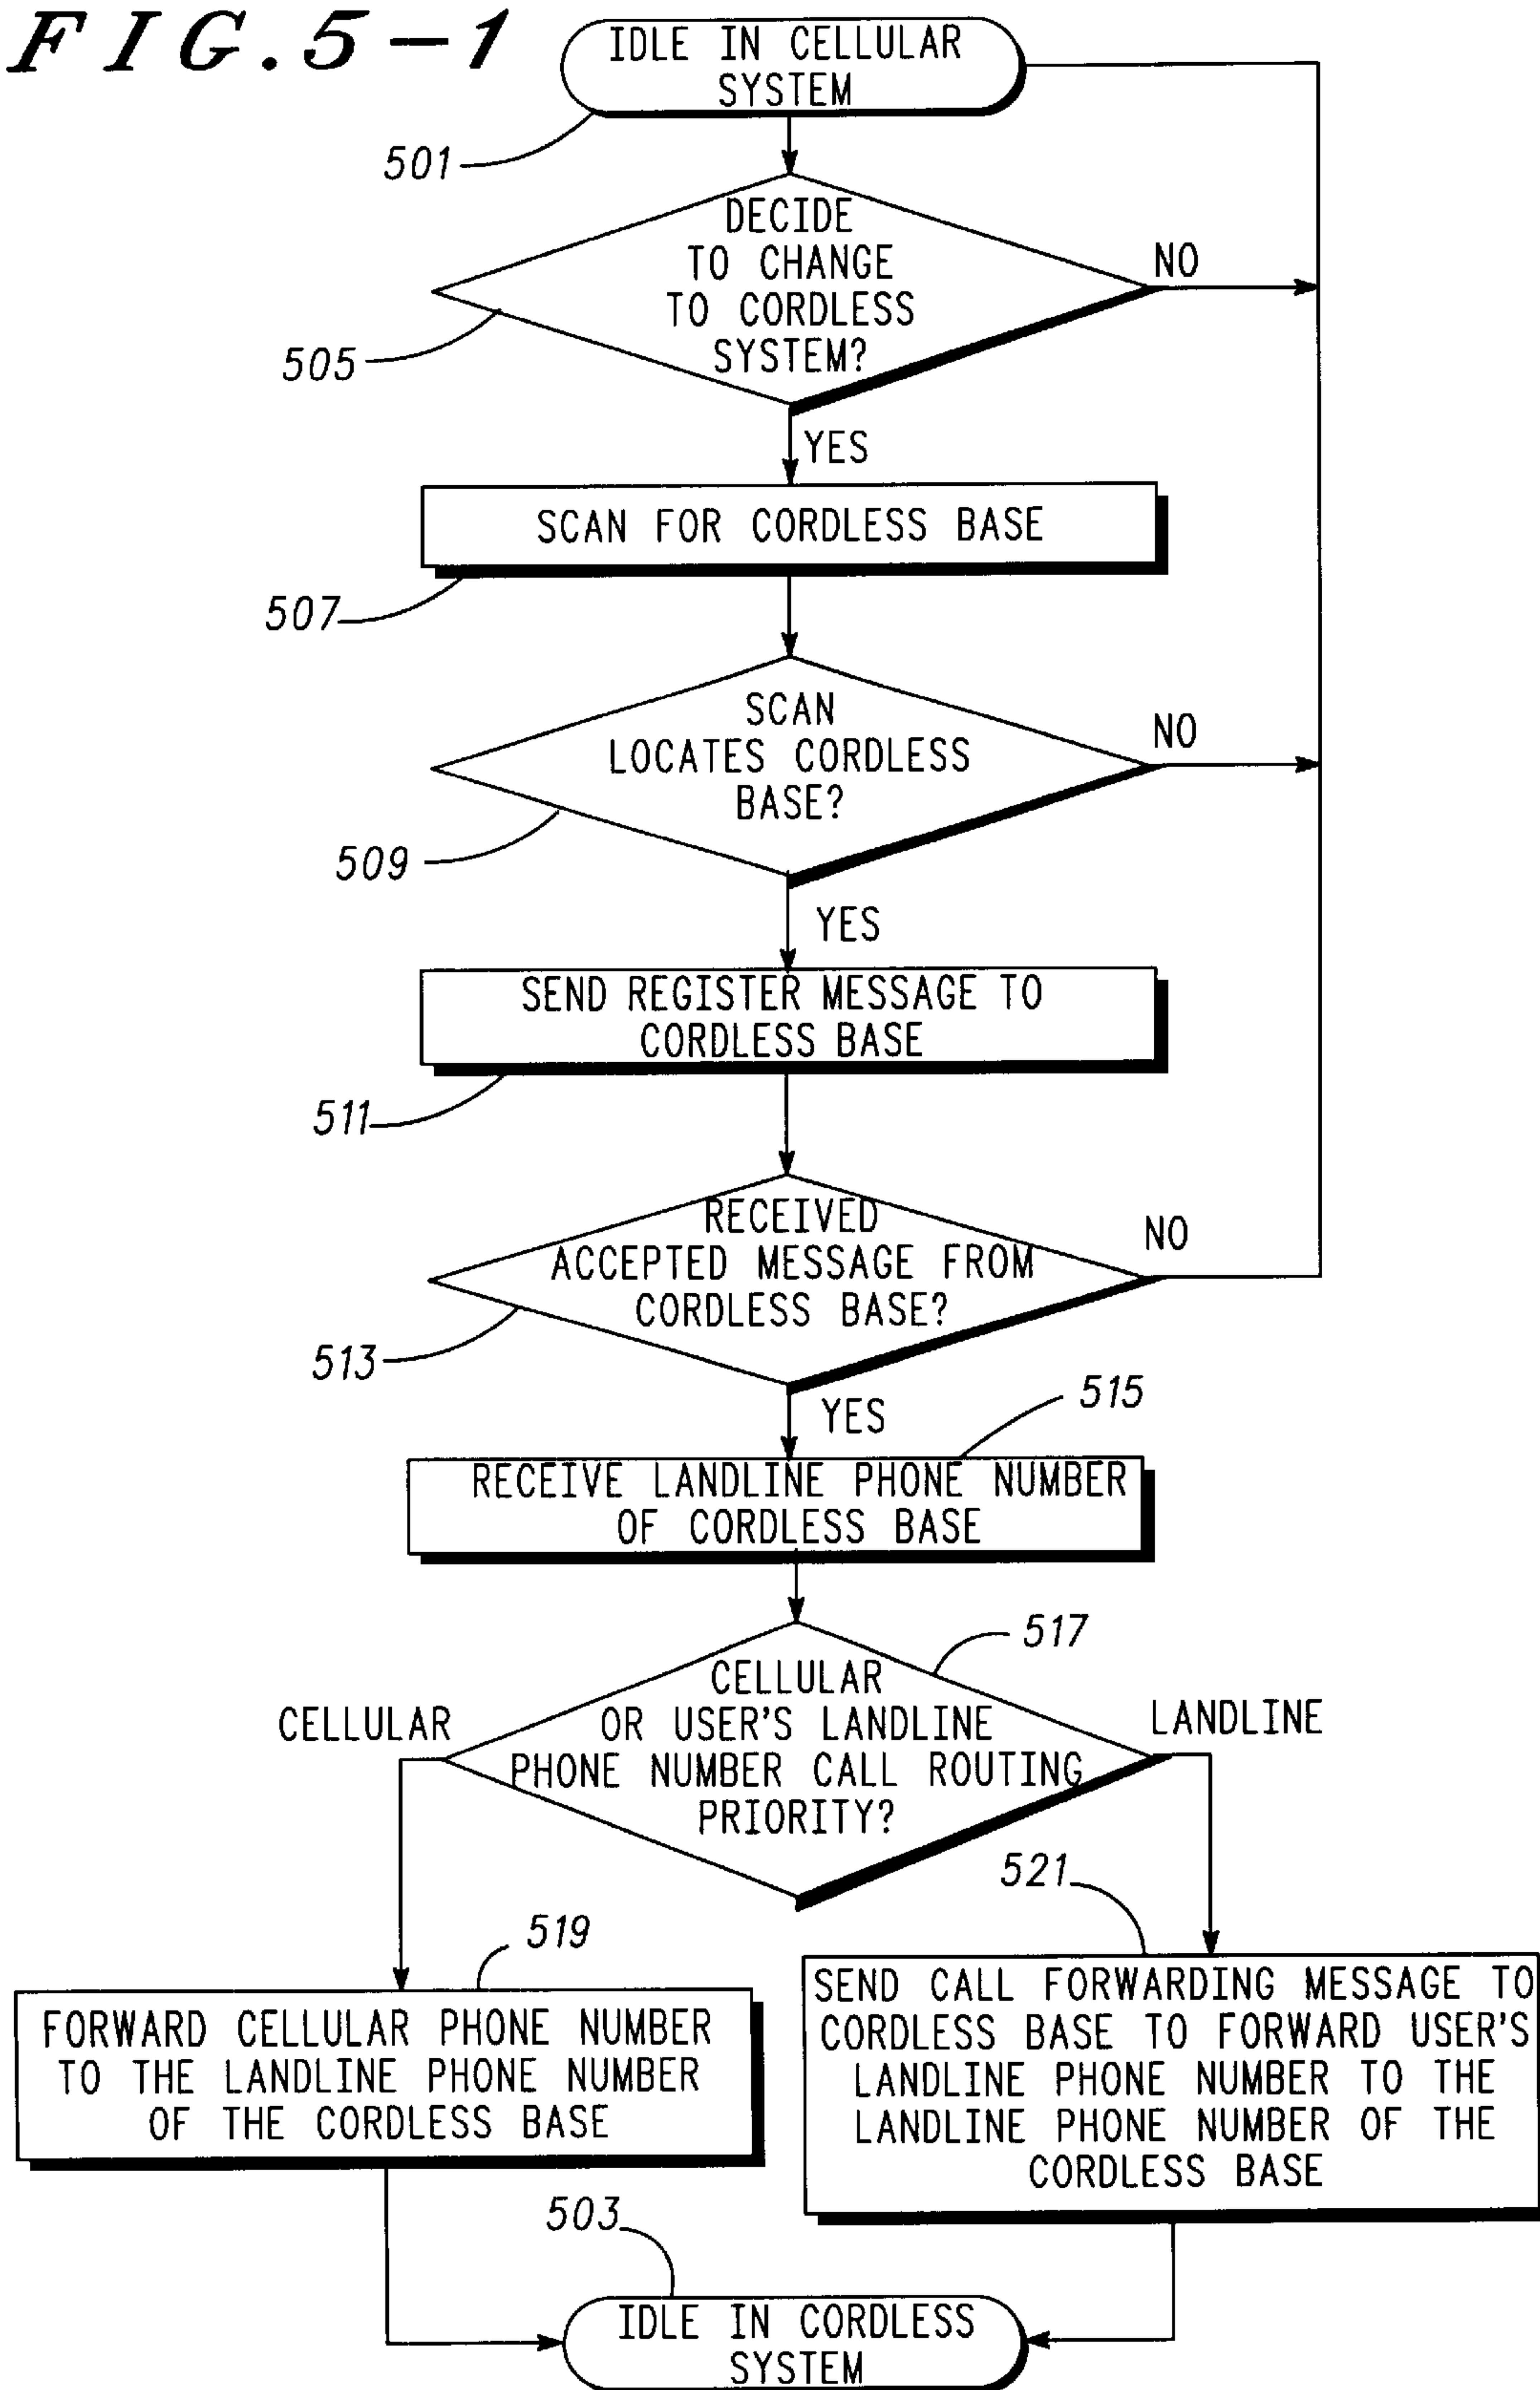 FIG.5-1
IDLE IN CELLULAR
SYSTEM
501
DECIDE
TO CHANGE
TO CORDLESS
SYSTEM?
NO
505
YES
SCAN FOR CORDLESS BASE
507
SCAN
LOCATES CORDLESS
BASE?
NO
509
YES
SEND REGISTER MESSAGE TO
CORDLESS BASE
511
RECEIVED
ACCEPTED MESSAGE FROM
CORDLESS BASE?
NO
513
YES
515
RECEIVE LANDLINE PHONE NUMBER
OF CORDLESS BASE
517
CELLULAR
OR USER'S LANDLINE
PHONE NUMBER CALL ROUTING
PRIORITY?
CELLULAR
LANDLINE
519
FORWARD CELLULAR PHONE NUMBER
TO THE LANDLINE PHONE NUMBER
OF THE CORDLESS BASE
521
SEND CALL FORWARDING MESSAGE TO
CORDLESS BASE TO FORWARD USER'S
LANDLINE PHONE NUMBER TO THE
LANDLINE PHONE NUMBER OF THE
CORDLESS BASE
503
IDLE IN CORDLESS
SYSTEM